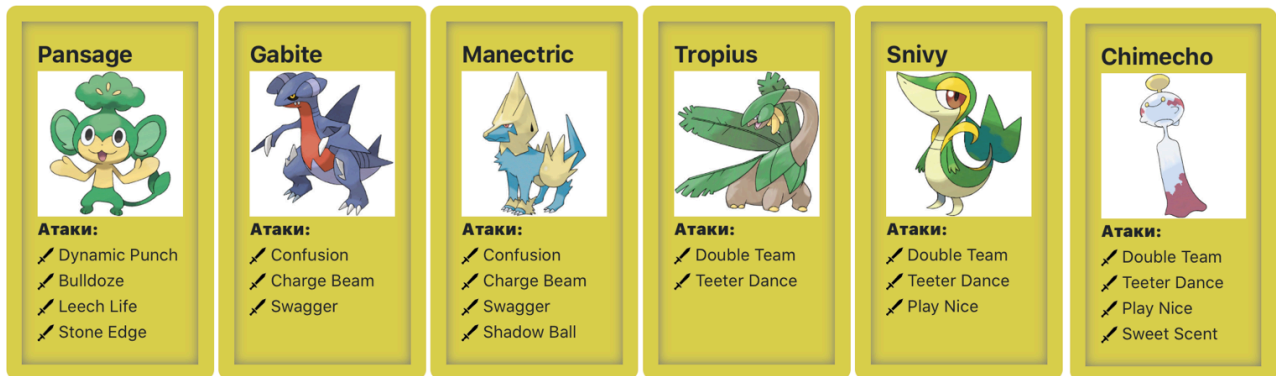 Pansage
Атаки:
Dynamic Punch
Bulldoze
Leech Life
Stone Edge
Gabite
Атаки:
Confusion
Charge Beam
Swagger
Manectric
Атаки:
Confusion
Charge Beam
Swagger
Shadow Ball
Tropius
Атаки:
Double Team
Teeter Dance
Snivy
Атаки:
Double Team
Teeter Dance
Play Nice
Chimecho
Атаки:
Double Team
Teeter Dance
Play Nice
Sweet Scent